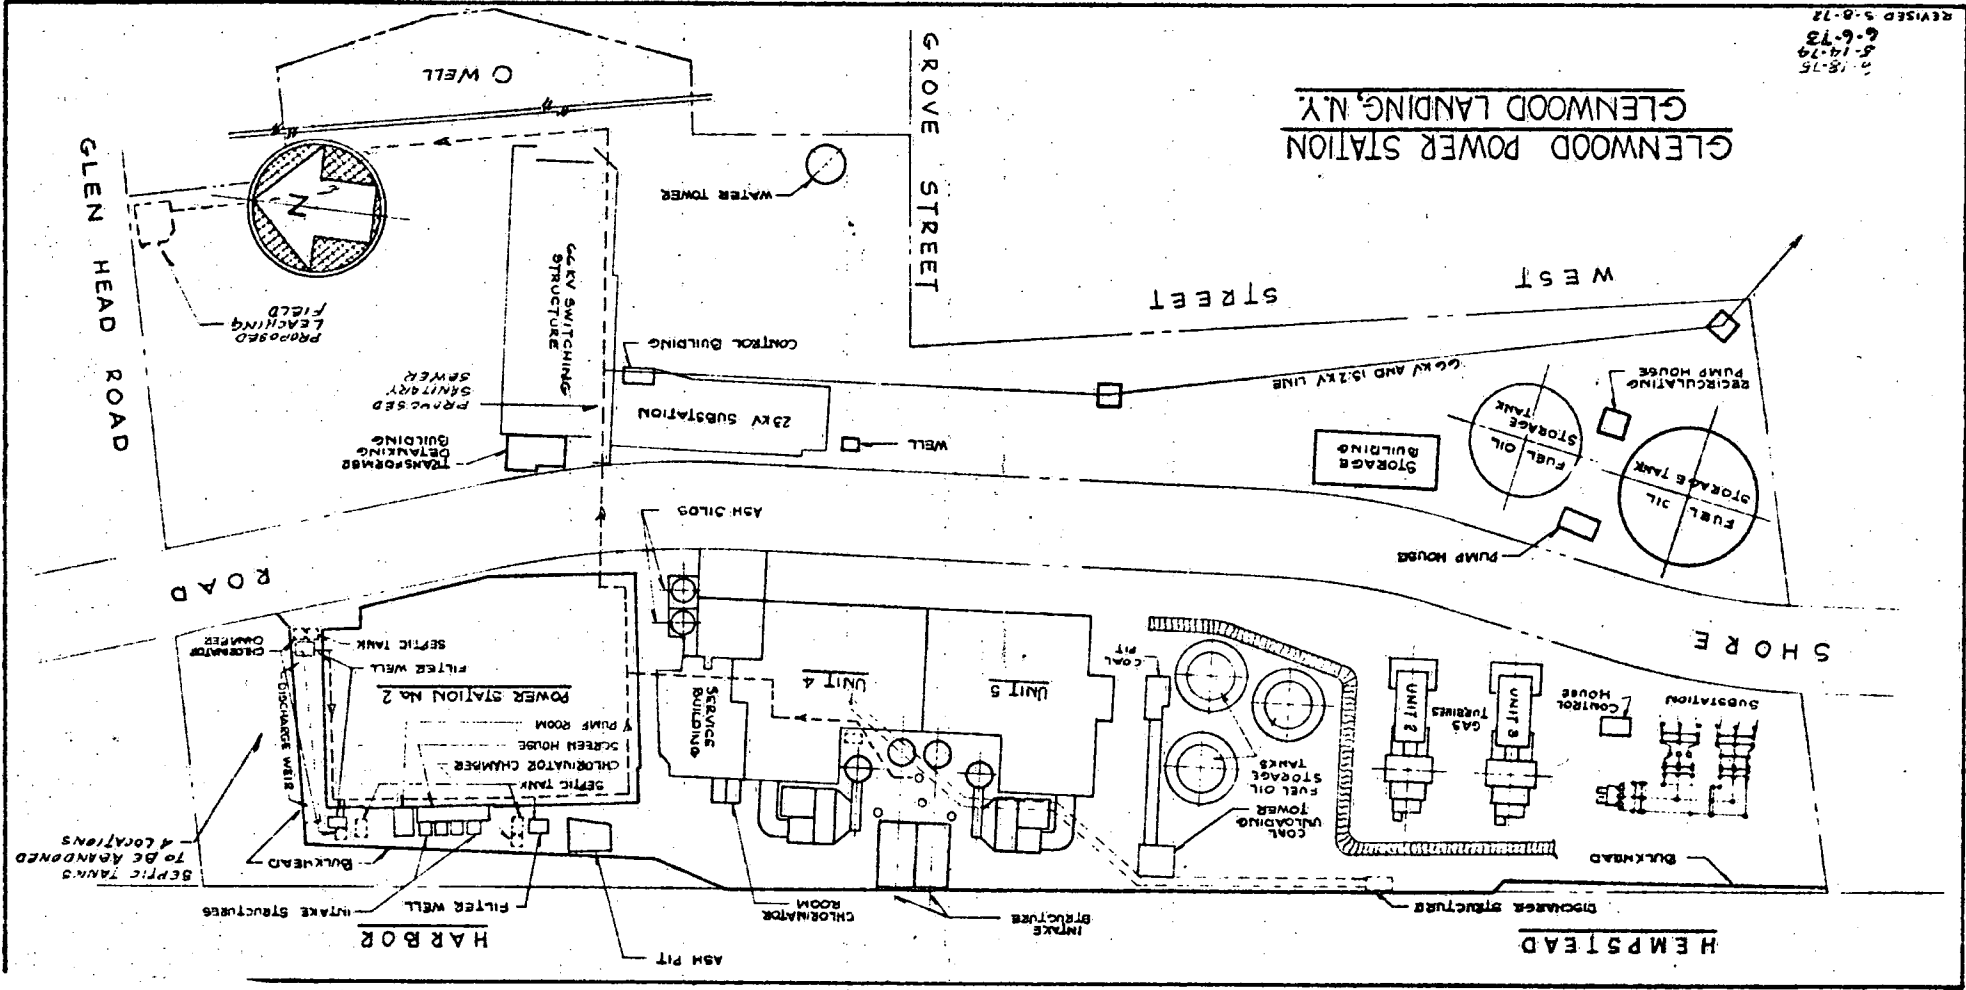 HEMPSTEAD
HARBOR
DISCHARGE STRUCTURE
INTAKE
STRUCTURE
CHLORINATOR
ROOM
ASH PIT
FILTER WELL
INTAKE STRUCTURES
BULKHEAD
BULKHEAD
SEPTIC TANKS
TO BE ABANDONED
4 LOCATIONS
COAL
UNLOADING
TOWER
FUEL OIL
STORAGE
TANKS
SEPTIC TANK
CHLORINATOR CHAMBER
SCREEN HOUSE
PUMP ROOM
POWER STATION No. 2
FILTER WELL
SEPTIC TANK
DISCHARGE WEIR
CHLORINATOR
CHAMBER
SUBSTATION
CONTROL
HOUSE
UNIT 3
GAS
TURBINES
UNIT 2
COAL
PIT
UNIT 5
UNIT 4
SERVICE
BUILDING
SHORE
ROAD
ASH SILOS
PUMP HOUSE
FUEL OIL
STORAGE TANK
FUEL OIL
STORAGE
TANK
RECIRCULATING
PUMP HOUSE
STORAGE
BUILDING
WELL
23 KV SUBSTATION
TRANSFORMER
DETANKING
BUILDING
PROPOSED
SANITARY
SEWER
66 KV AND 13.2 KV LINE
CONTROL BUILDING
66 KV SWITCHING
STRUCTURE
PROPOSED
LEACHING
FIELD
WEST
STREET
GROVE STREET
GLEN HEAD ROAD
WATER TOWER
N
WELL
GLENWOOD POWER STATION
GLENWOOD LANDING, N.Y.
5-14-74
6-6-73
REVISED 5-8-72